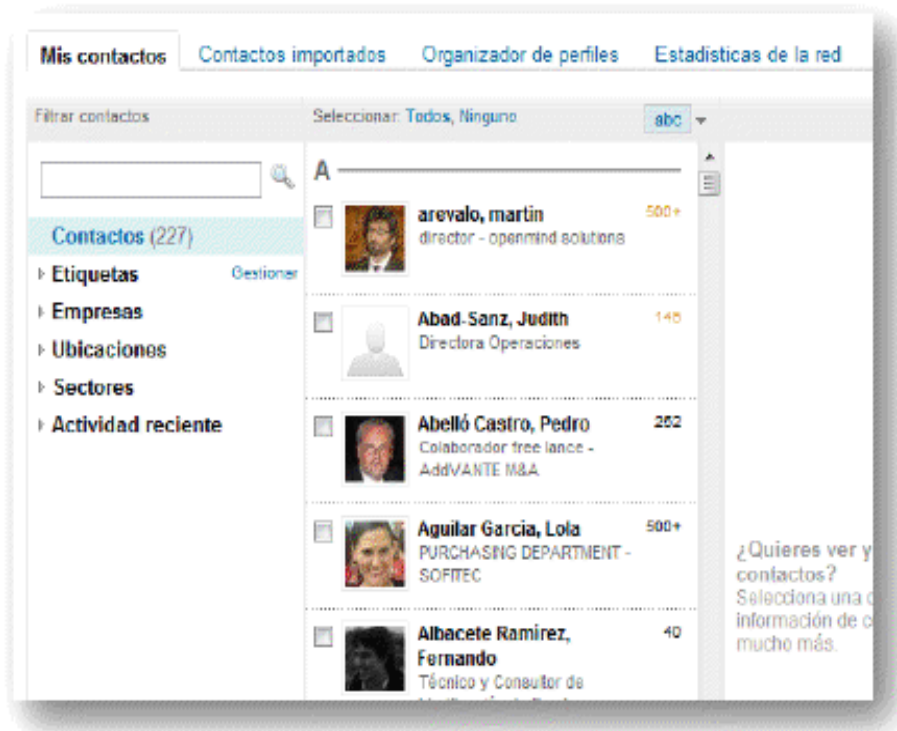 Mis contactos Contactos importados Organizador de perfiles Estadísticas de la red
Filtrar contactos Seleccionar: Todos, Ninguno abc
A
arevalo, martin 500+
director - openmind solutions
Contactos (227)
Etiquetas Gestionar
Empresas
Abad-Sanz, Judith 148
Directora Operaciones
Ubicaciones
Sectores
Actividad reciente
Abelló Castro, Pedro 262
Colaborador free lance -
AddVANTE M&A
Aguilar Garcia, Lola 500+
PURCHASING DEPARTMENT -
SOFITEC
¿Quieres ver y
contactos?
Selecciona una
información de c
mucho más.
Albacete Ramirez, 40
Fernando
Técnico y Consultor de